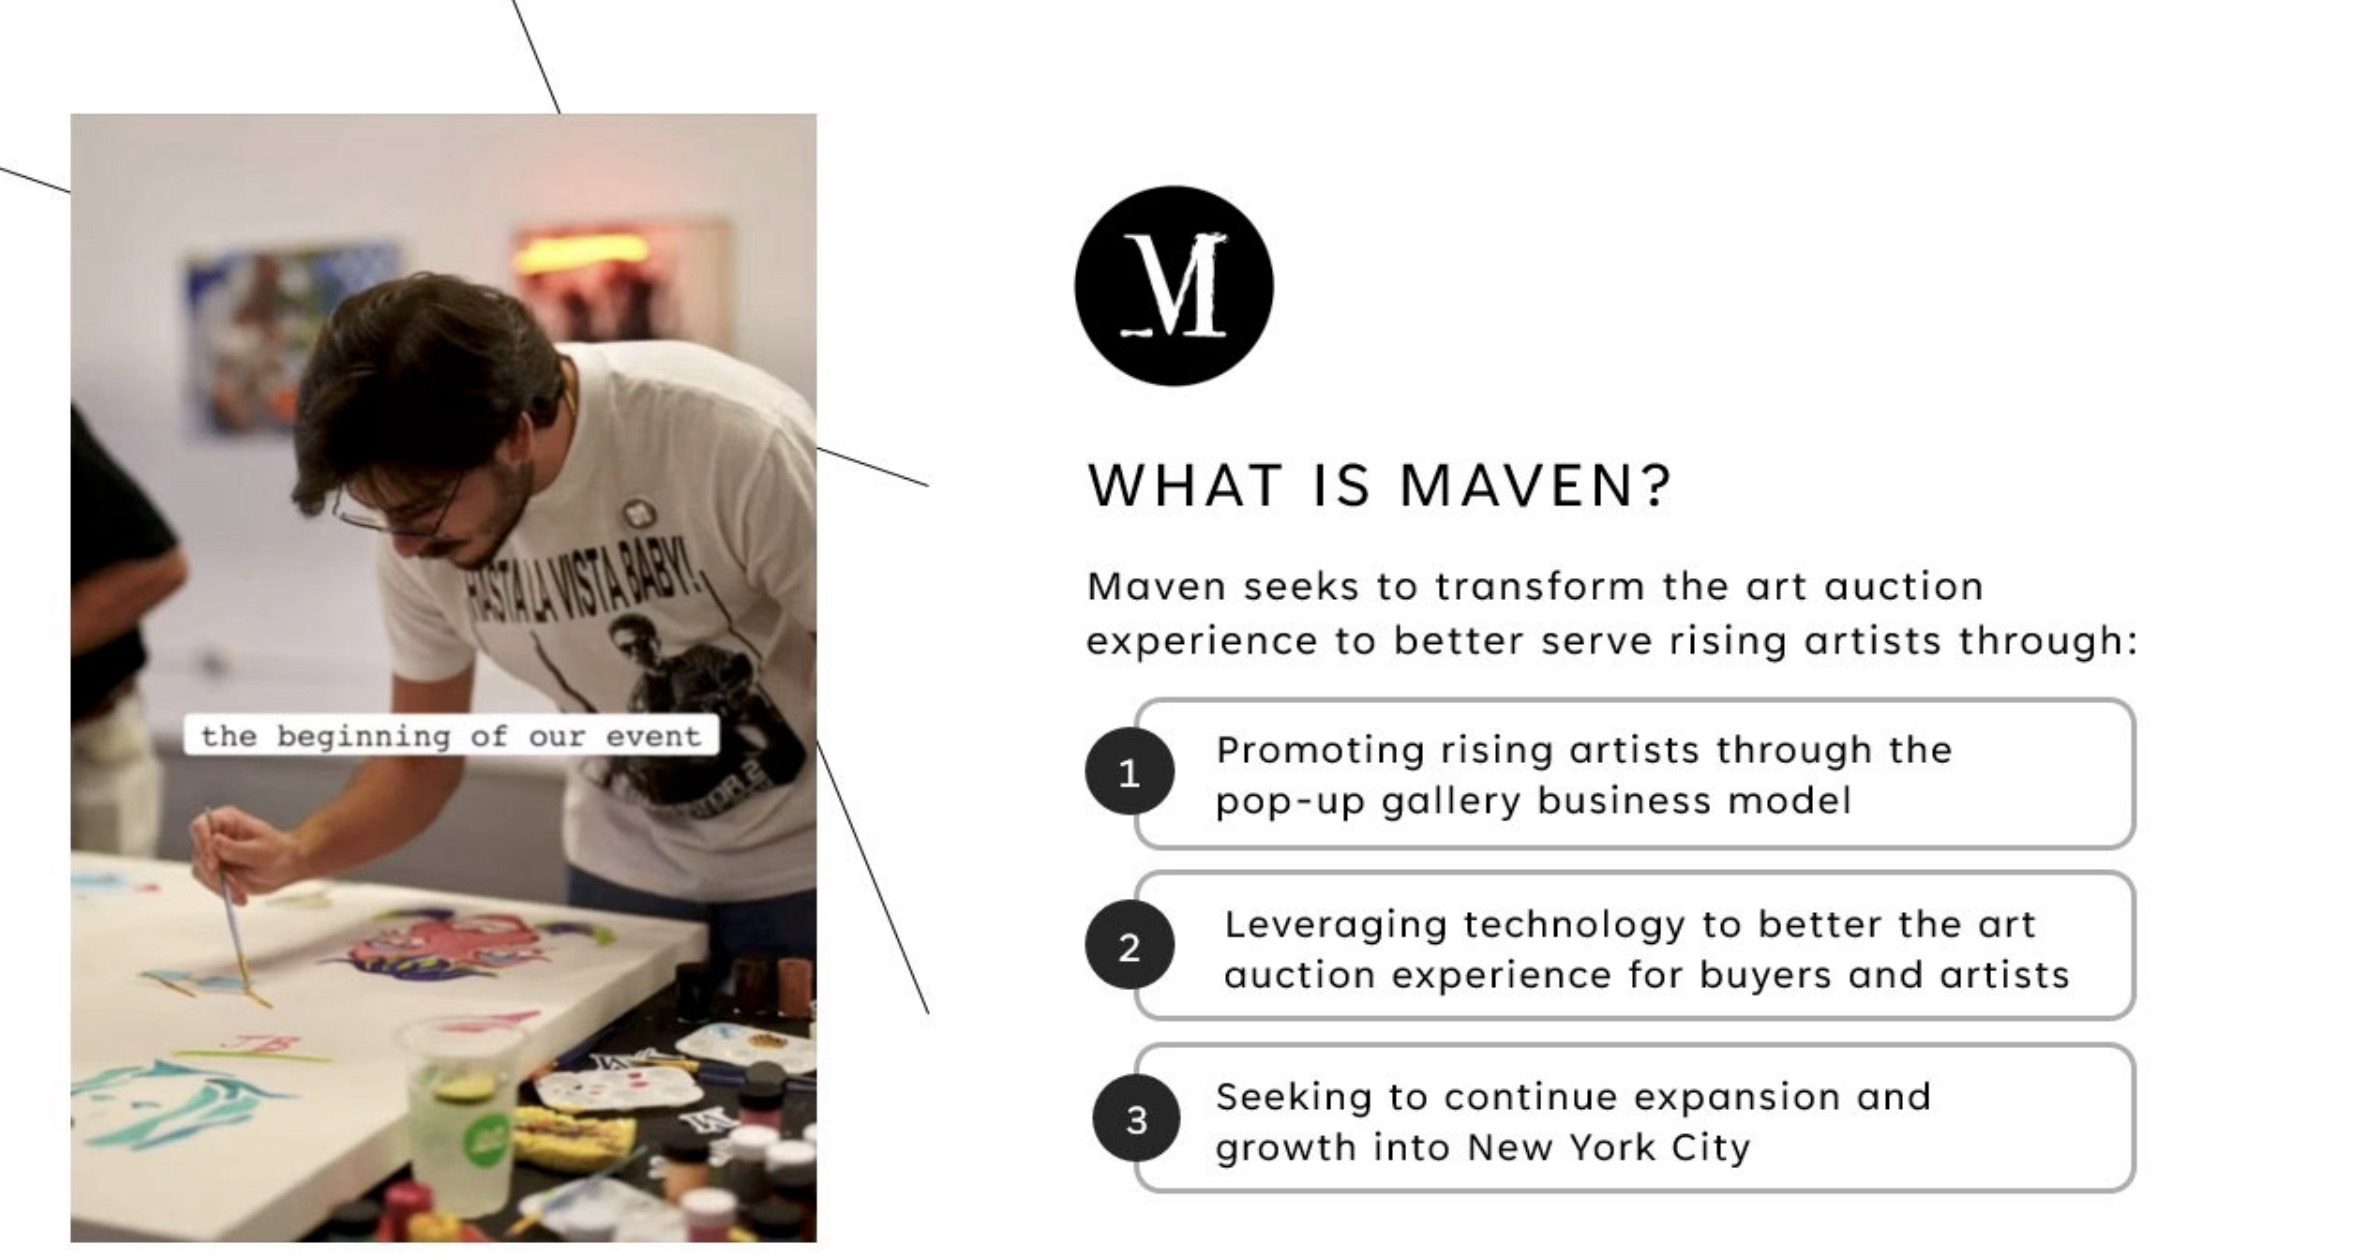 M
WHAT IS MAVEN?
Maven seeks to transform the art auction
experience to better serve rising artists through:
1
Promoting rising artists through the
pop-up gallery business model
2
Leveraging technology to better the art
auction experience for buyers and artists
3
Seeking to continue expansion and
growth into New York City
HASTA LA VISTA BABY!
the beginning of our event
JB